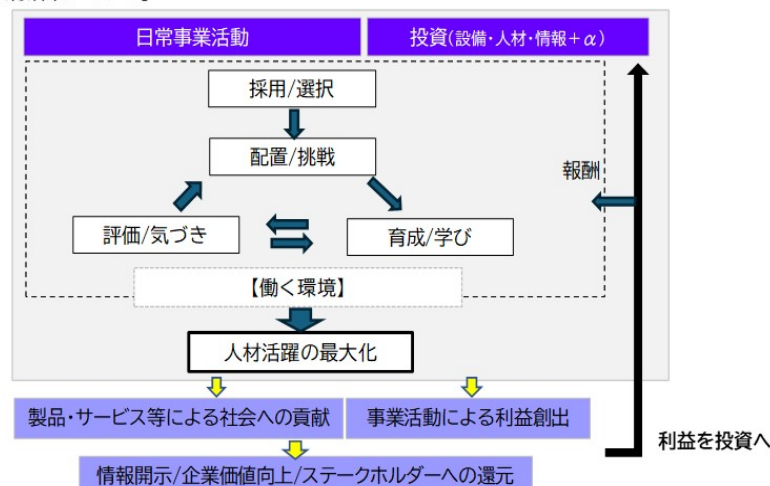 日常事業活動
投資(設備・人材・情報+α)
採用/選択
配置/挑戦
報酬
評価/気づき
育成/学び
【働く環境】
人材活躍の最大化
製品・サービス等による社会への貢献
事業活動による利益創出
利益を投資へ
情報開示/企業価値向上/ステークホルダーへの還元